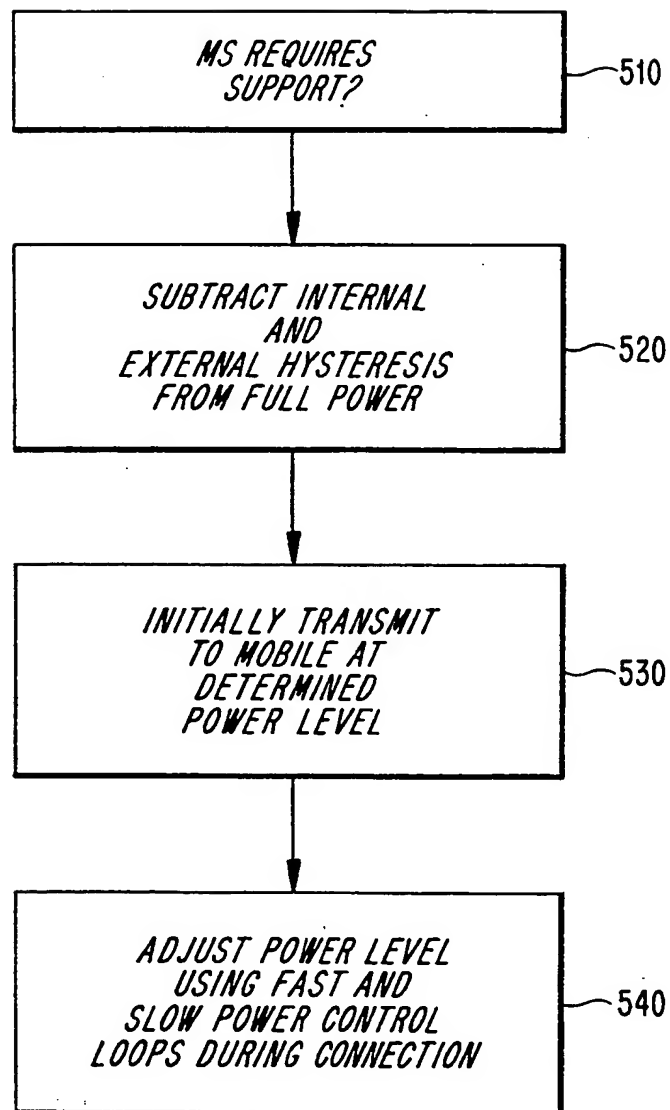 MS REQUIRES
SUPPORT?
510
SUBTRACT INTERNAL
AND
EXTERNAL HYSTERESIS
FROM FULL POWER
520
INITIALLY TRANSMIT
TO MOBILE AT
DETERMINED
POWER LEVEL
530
ADJUST POWER LEVEL
USING FAST AND
SLOW POWER CONTROL
LOOPS DURING CONNECTION
540